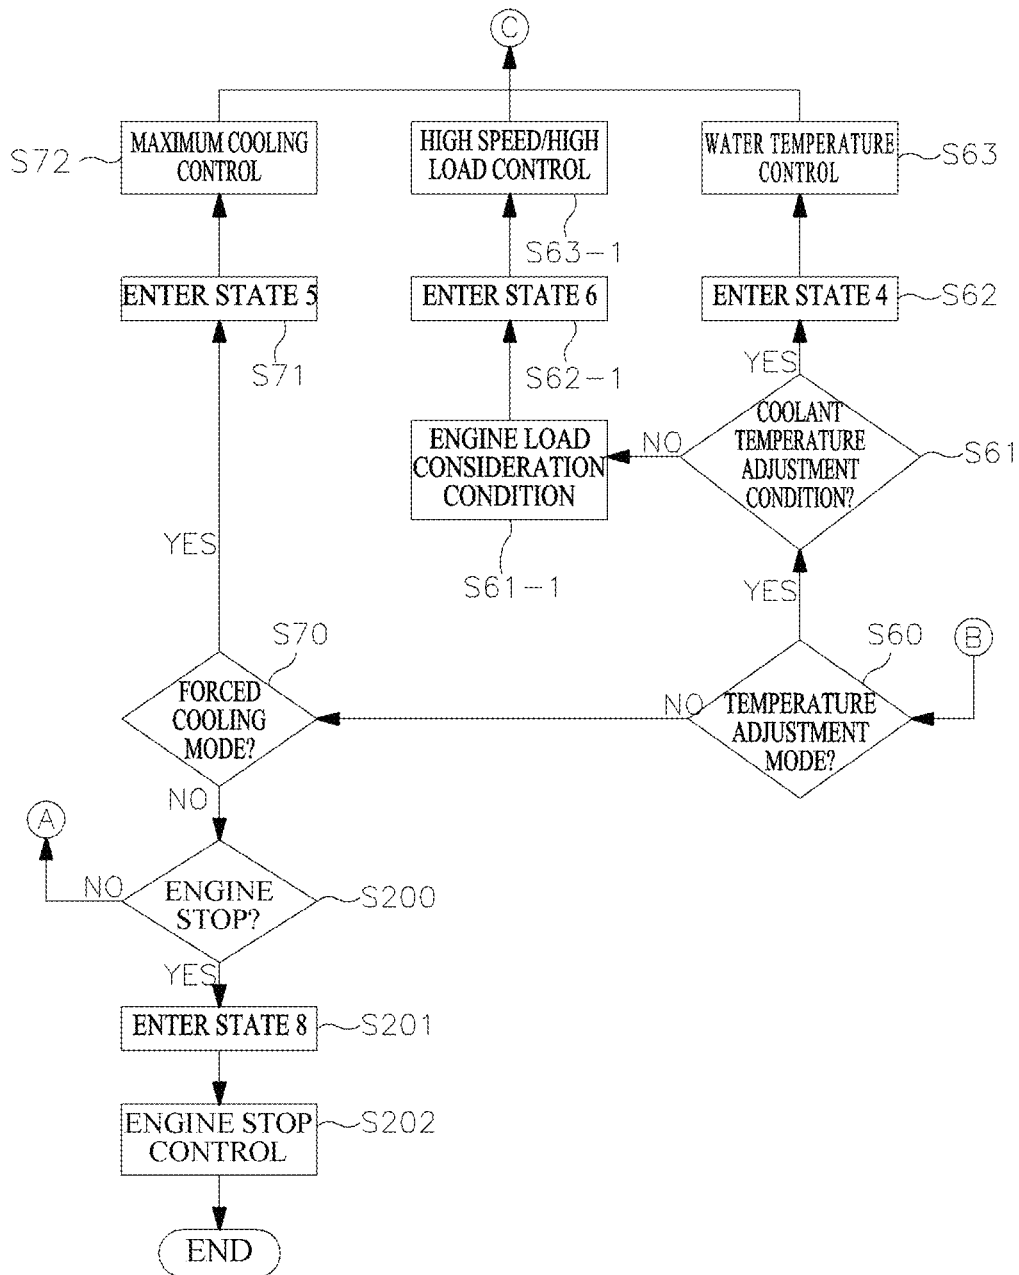 C
MAXIMUM COOLING
CONTROL
S72
HIGH SPEED/HIGH
LOAD CONTROL
S63-1
WATER TEMPERATURE
CONTROL
S63
ENTER STATE 5
S71
ENTER STATE 6
S62-1
ENTER STATE 4
S62
YES
COOLANT
TEMPERATURE
ADJUSTMENT
CONDITION?
S61
NO
ENGINE LOAD
CONSIDERATION
CONDITION
S61-1
YES
YES
S70
FORCED
COOLING
MODE?
NO
S60
TEMPERATURE
ADJUSTMENT
MODE?
B
NO
A
NO
ENGINE
STOP?
S200
YES
ENTER STATE 8
S201
ENGINE STOP
CONTROL
S202
END